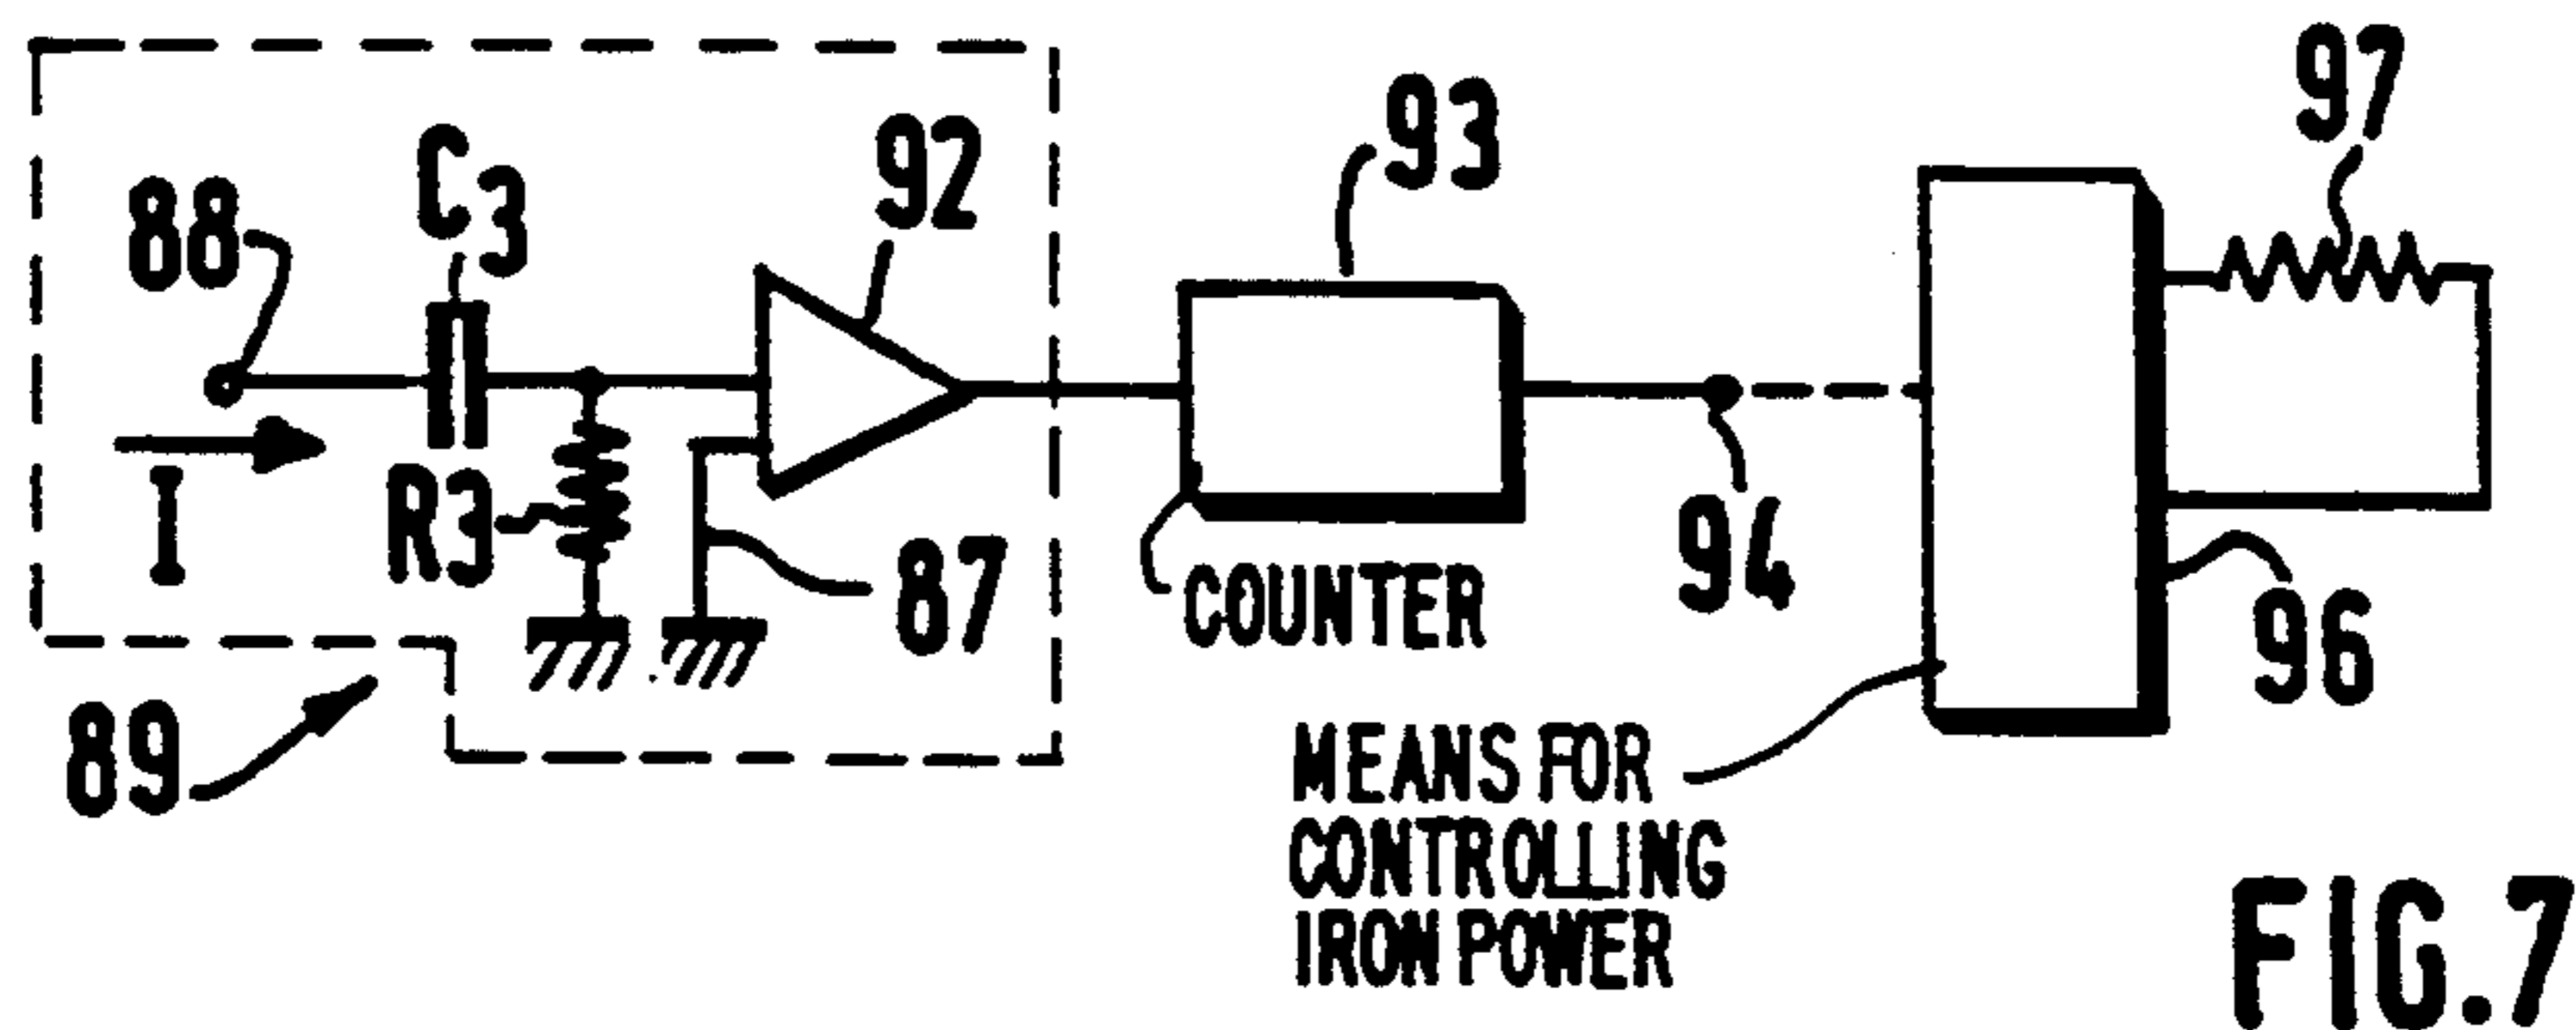 97
93
92
C3
88
I
R3
87
COUNTER
94
96
89
MEANS FOR
CONTROLLING
IRON POWER
FIG.7